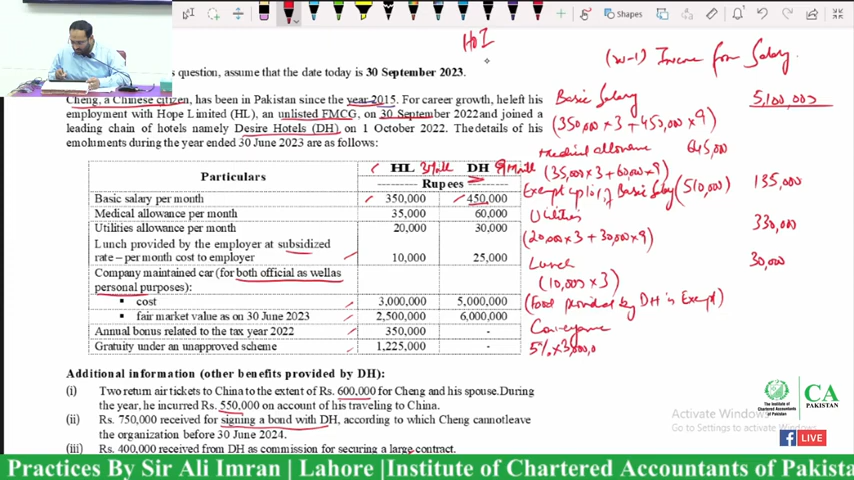 Shapes
HoI
s question, assume that the date today is 30 September 2023.
Cheng, a Chinese citizen, has been in Pakistan since the year 2015. For career growth, he left his
employment with Hope Limited (HL), an unlisted FMCG, on 30 September 2022 and joined a
leading chain of hotels namely Desire Hotels (DH), on 1 October 2022. The details of his
emoluments during the year ended 30 June 2023 are as follows:
Particulars HL 3 Month DH 9 Month
---------- Rupees ----------
Basic salary per month 350,000 450,000
Medical allowance per month 35,000 60,000
Utilities allowance per month 20,000 30,000
Lunch provided by the employer at subsidized
rate – per month cost to employer 10,000 25,000
Company maintained car (for both official as wellas
personal purposes):
▪ cost 3,000,000 5,000,000
▪ fair market value as on 30 June 2023 2,500,000 6,000,000
Annual bonus related to the tax year 2022 350,000 -
Gratuity under an unapproved scheme 1,225,000 -
Additional information (other benefits provided by DH):
(i) Two return air tickets to China to the extent of Rs. 600,000 for Cheng and his spouse. During
the year, he incurred Rs. 550,000 on account of his traveling to China.
(ii) Rs. 750,000 received for signing a bond with DH, according to which Cheng cannot leave
the organization before 30 June 2024.
(iii) Rs. 400,000 received from DH as commission for securing a large contract.
(W-1) Income from Salary
Basic Salary 5,100,000
(350,000 × 3 + 450,000 × 9)
Medical allowance 645,000
(35,000 × 3 + 60,000 × 9)
Exempt up to 10% of Basic Salary (510,000) 135,000
Utilities 330,000
(20,000 × 3 + 30,000 × 9)
Lunch 30,000
(10,000 × 3)
(Food provided by DH is Exempt)
Conveyance
5% × 3,000,0
The Institute of
Chartered Accountants
of Pakistan
CA
PAKISTAN
Activate Windows
Go to Settings to activate Windows.
f LIVE
Practices By Sir Ali Imran | Lahore |Institute of Chartered Accountants of Pakista